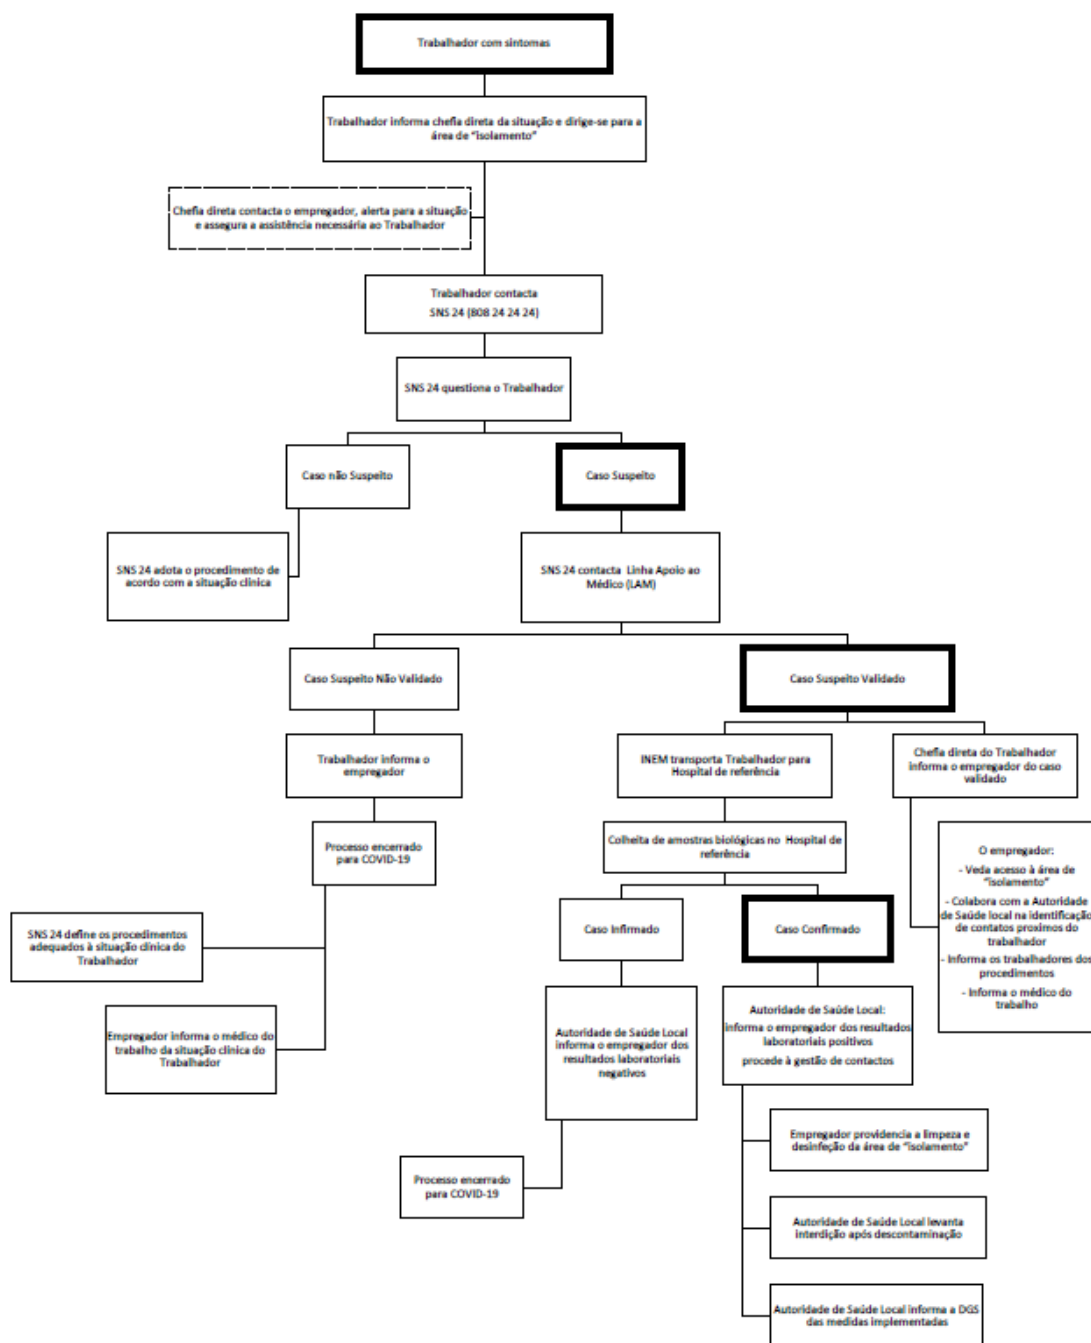 Trabalhador com sintomas
Trabalhador informa chefia direta da situação e dirige-se para a
área de “isolamento”
Chefia direta contacta o empregador, alerta para a situação
e assegura a assistência necessária ao Trabalhador
Trabalhador contacta
SNS 24 (808 24 24 24)
SNS 24 questiona o Trabalhador
Caso não Suspeito
Caso Suspeito
SNS 24 adota o procedimento de
acordo com a situação clínica
SNS 24 contacta Linha Apoio ao
Médico (LAM)
Caso Suspeito Não Validado
Caso Suspeito Validado
Trabalhador informa o
empregador
INEM transporta Trabalhador para
Hospital de referência
Chefia direta do Trabalhador
informa o empregador do caso
validado
Processo encerrado
para COVID-19
Colheita de amostras biológicas no Hospital de
referência
O empregador:
- Veda acesso à área de
“isolamento”
- Colabora com a Autoridade
de Saúde local na identificação
de contatos proximos do
trabalhador
- Informa os trabalhadores dos
procedimentos
- Informa o médico do
trabalho
SNS 24 define os procedimentos
adequados à situação clínica do
Trabalhador
Caso Infirmado
Caso Confirmado
Empregador informa o médico do
trabalho da situação clínica do
Trabalhador
Autoridade de Saúde Local
informa o empregador dos
resultados laboratoriais
negativos
Autoridade de Saúde Local:
informa o empregador dos resultados
laboratoriais positivos
procede à gestão de contactos
Processo encerrado
para COVID-19
Empregador providencia a limpeza e
desinfeção da área de “isolamento”
Autoridade de Saúde Local levanta
interdição após descontaminação
Autoridade de Saúde Local informa a DGS
das medidas implementadas